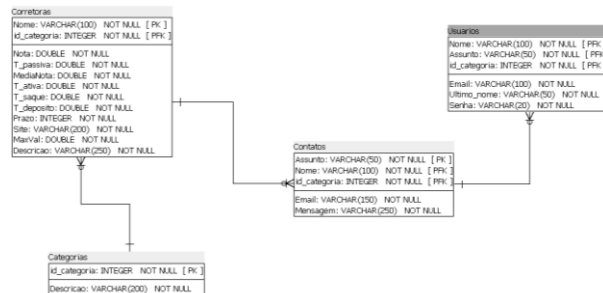 Corretoras
Nome: VARCHAR(100) NOT NULL [ PK ]
id_categoria: INTEGER NOT NULL [ PFK ]
Nota: DOUBLE NOT NULL
T_passiva: DOUBLE NOT NULL
MediaNota: DOUBLE NOT NULL
T_ativa: DOUBLE NOT NULL
T_saque: DOUBLE NOT NULL
T_deposito: DOUBLE NOT NULL
Prazo: INTEGER NOT NULL
Site: VARCHAR(200) NOT NULL
MaxVal: DOUBLE NOT NULL
Descricao: VARCHAR(250) NOT NULL
Usuarios
Nome: VARCHAR(100) NOT NULL [ PFK
Assunto: VARCHAR(50) NOT NULL [ PFK
id_categoria: INTEGER NOT NULL [ PFK
Email: VARCHAR(100) NOT NULL
Ultimo_nome: VARCHAR(50) NOT NULL
Senha: VARCHAR(20) NOT NULL
Contatos
Assunto: VARCHAR(50) NOT NULL [ PK ]
Nome: VARCHAR(100) NOT NULL [ PFK ]
id_categoria: INTEGER NOT NULL [ PFK ]
Email: VARCHAR(150) NOT NULL
Mensagem: VARCHAR(250) NOT NULL
Categorias
id_categoria: INTEGER NOT NULL [ PK ]
Descricao: VARCHAR(200) NOT NULL